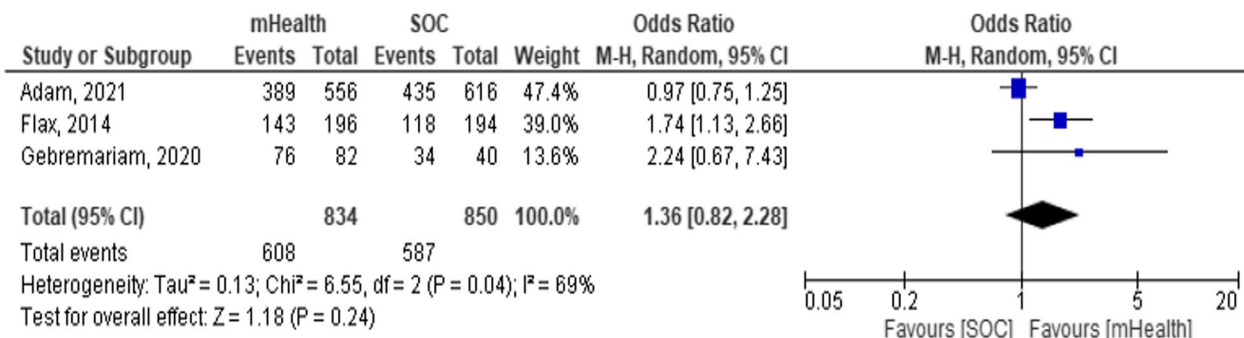 mHealth SOC Odds Ratio Odds Ratio
Study or Subgroup Events Total Events Total Weight M-H, Random, 95% CI M-H, Random, 95% CI
Adam, 2021 389 556 435 616 47.4% 0.97 [0.75, 1.25]
Flax, 2014 143 196 118 194 39.0% 1.74 [1.13, 2.66]
Gebremariam, 2020 76 82 34 40 13.6% 2.24 [0.67, 7.43]
Total (95% CI) 834 850 100.0% 1.36 [0.82, 2.28]
Total events 608 587
Heterogeneity: Tau² = 0.13; Chi² = 6.55, df = 2 (P = 0.04); I² = 69%
Test for overall effect: Z = 1.18 (P = 0.24)
0.05 0.2 1 5 20
Favours [SOC] Favours [mHealth]